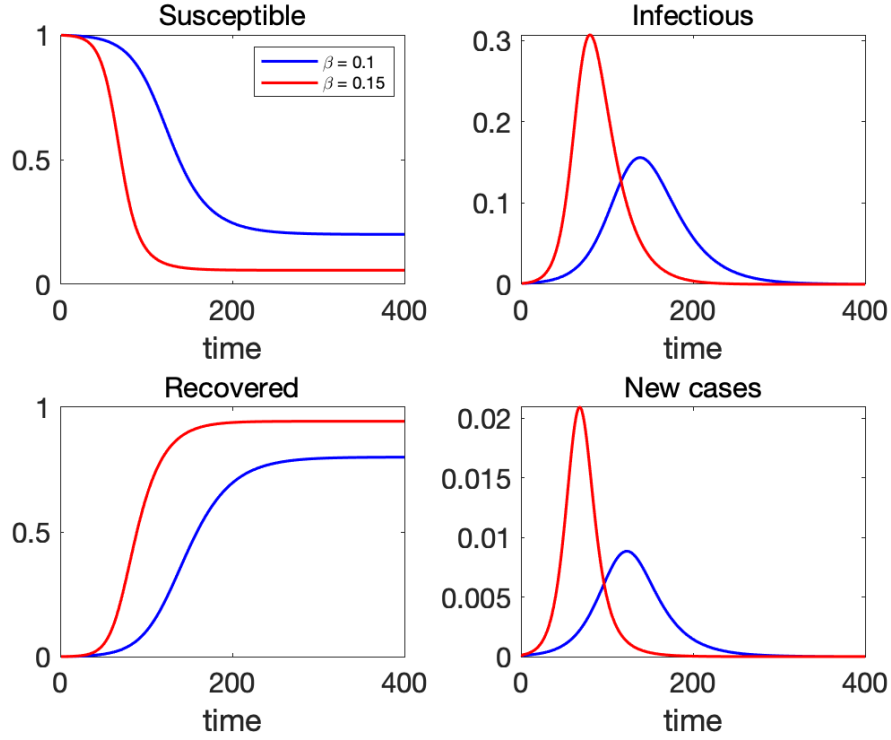 Susceptible
1
0.5
0
0 200 400
time
β = 0.1
β = 0.15
Infectious
0.3
0.2
0.1
0
0 200 400
time
Recovered
1
0.5
0
0 200 400
time
New cases
0.02
0.015
0.01
0.005
0
0 200 400
time